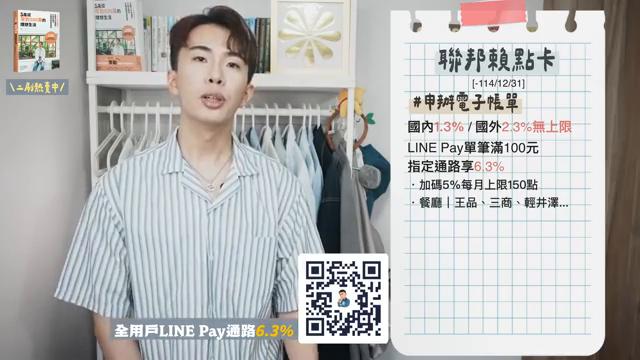 \二刷熱賣中/
聯邦賴點卡
[-114/12/31]
#申辦電子帳單
國內1.3% / 國外2.3%無上限
LINE Pay單筆滿100元
指定通路享6.3%
・加碼5%每月上限150點
・餐廳｜王品、三商、輕井澤...
全用戶LINE Pay通路6.3%